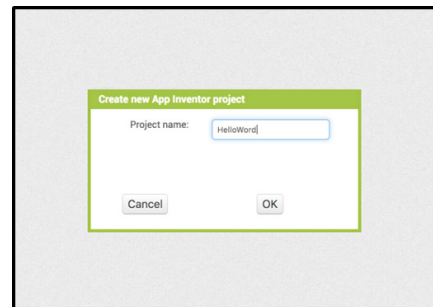 Create new App Inventor project
Project name:
HelloWord
Cancel
OK